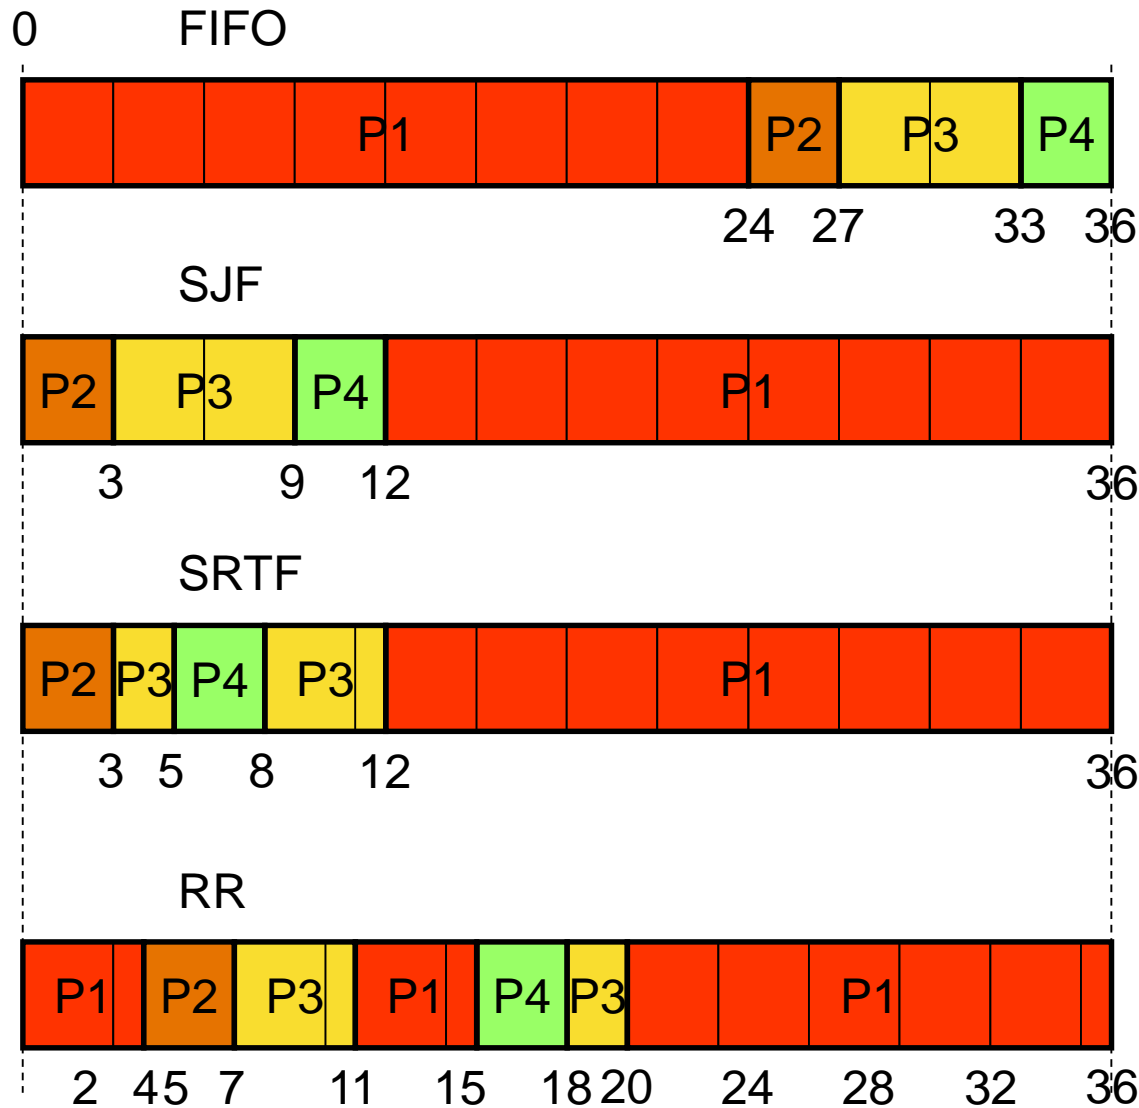 0 FIFO
P1 P2 P3 P4
24 27 33 36
SJF
P2 P3 P4 P1
3 9 12 36
SRTF
P2 P3 P4 P3 P1
3 5 8 12 36
RR
P1 P2 P3 P1 P4 P3 P1
2 4 5 7 11 15 18 20 24 28 32 36